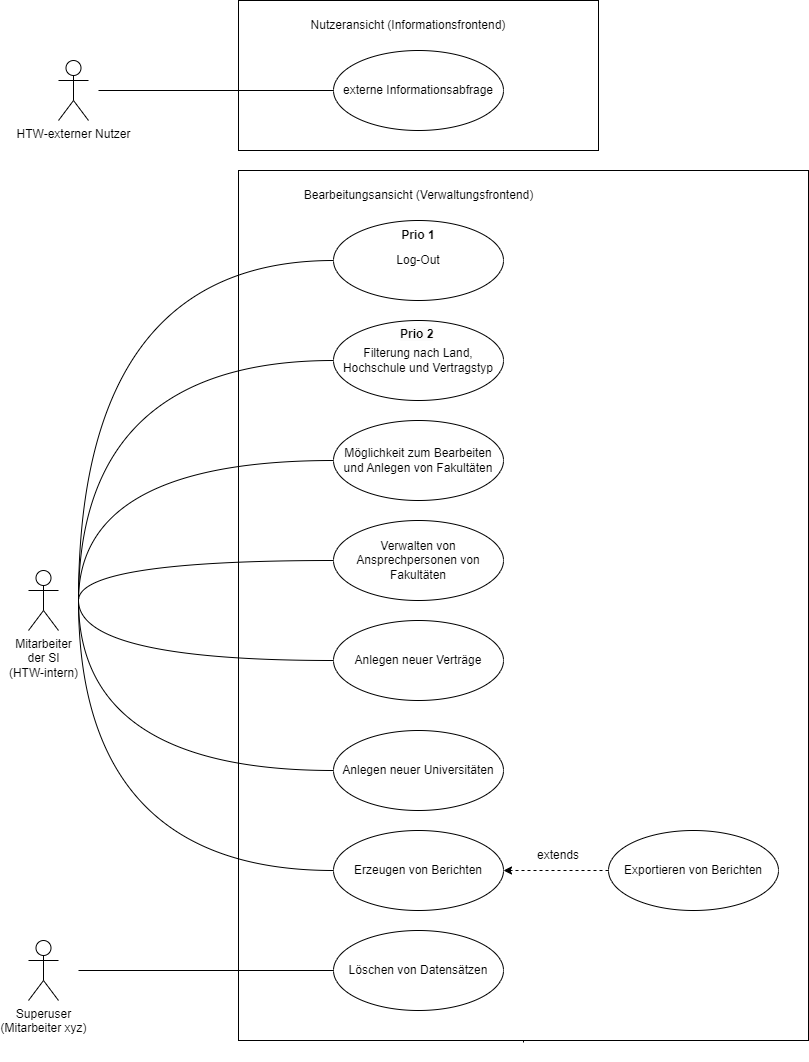 Nutzeransicht (Informationsfrontend)
externe Informationsabfrage
HTW-externer Nutzer
Bearbeitungsansicht (Verwaltungsfrontend)
Prio 1
Log-Out
Prio 2
Filterung nach Land,
Hochschule und Vertragstyp
Möglichkeit zum Bearbeiten
und Anlegen von Fakultäten
Verwalten von
Ansprechpersonen von
Fakultäten
Mitarbeiter
der SI
(HTW-intern)
Anlegen neuer Verträge
Anlegen neuer Universitäten
Erzeugen von Berichten
extends
Exportieren von Berichten
Löschen von Datensätzen
Superuser
(Mitarbeiter xyz)